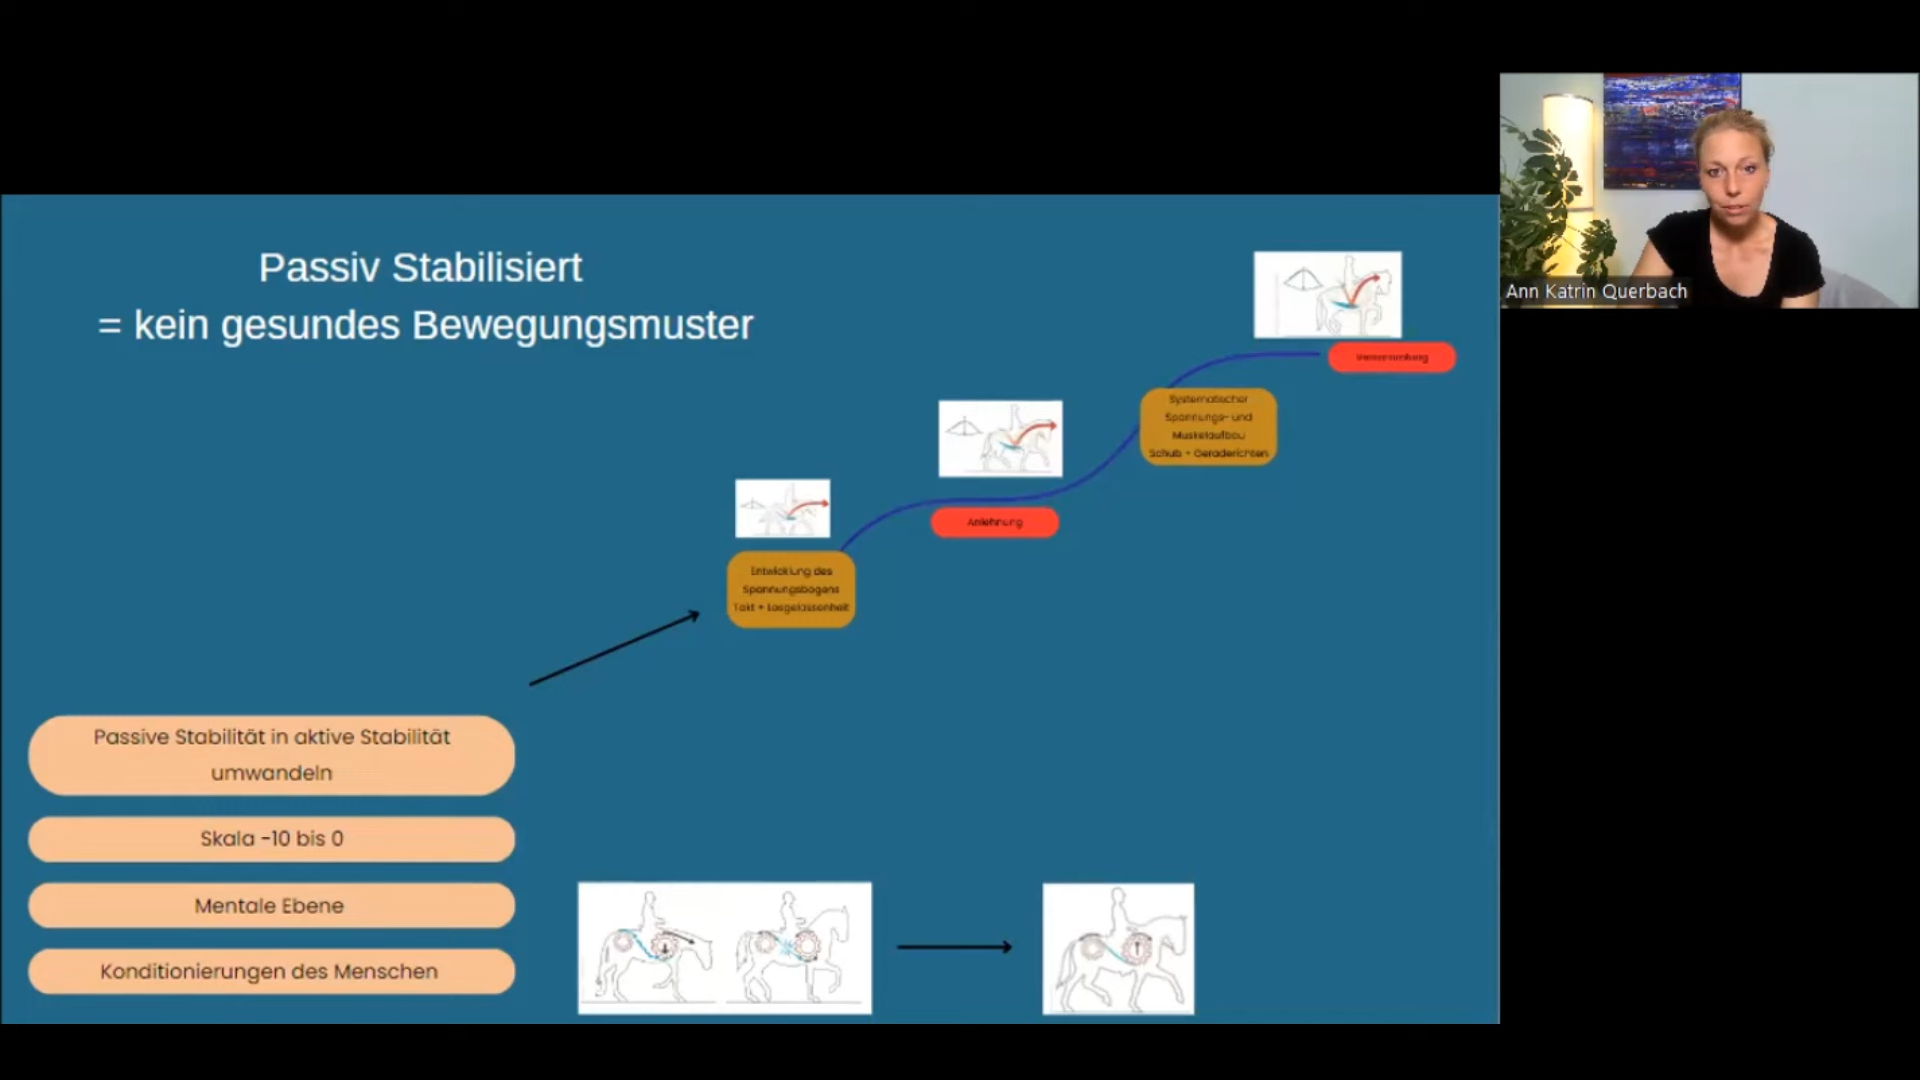 Passiv Stabilisiert
= kein gesundes Bewegungsmuster
Versammlung
Systematischer
Spannungs- und
Muskelaufbau
Schub + Geraderichten
Anlehnung
Entwicklung des
Spannungsbogens
Takt + Losgelassenheit
Passive Stabilität in aktive Stabilität
umwandeln
Skala -10 bis 0
Mentale Ebene
Konditionierungen des Menschen
Ann Katrin Querbach